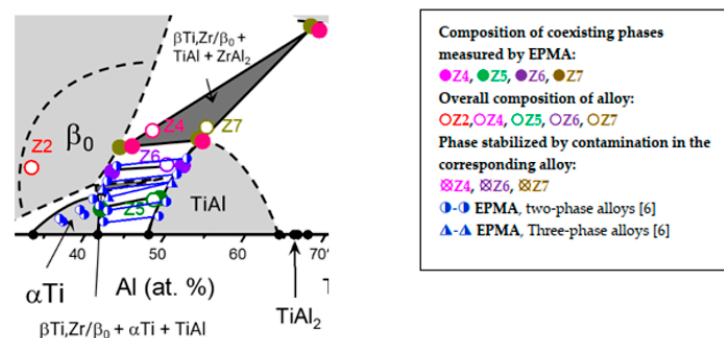 βTi,Zr/β₀ +
TiAl + ZrAl₂
Z4
Z7
Z2
β₀
Z6
Z5
TiAl
40
50
60
70
αTi
Al (at. %)
TiAl₂
βTi,Zr/β₀ + αTi + TiAl
Composition of coexisting phases
measured by EPMA:
Z4, Z5, Z6, Z7
Overall composition of alloy:
Z2, Z4, Z5, Z6, Z7
Phase stabilized by contamination in the
corresponding alloy:
Z4, Z6, Z7
- EPMA, two-phase alloys [6]
- EPMA, Three-phase alloys [6]